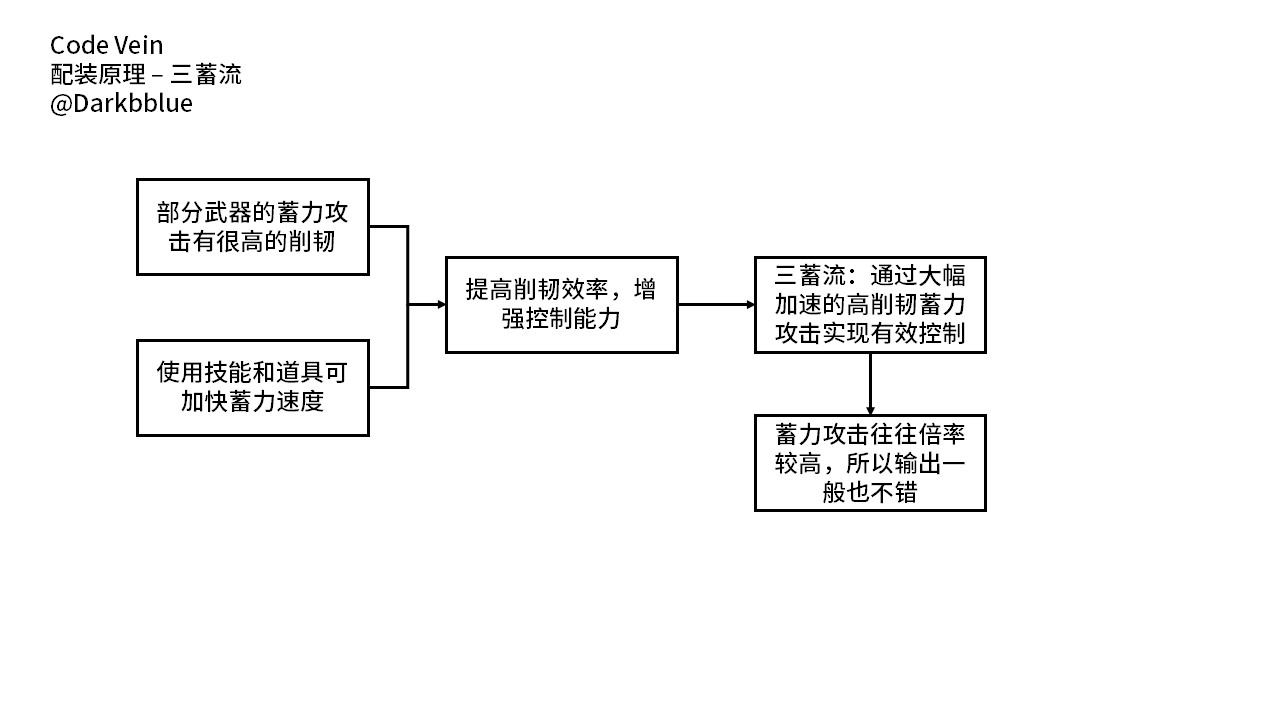 Code Vein
配装原理 – 三蓄流
@Darkbblue
部分武器的蓄力攻
击有很高的削韧
使用技能和道具可
加快蓄力速度
提高削韧效率，增
强控制能力
三蓄流：通过大幅
加速的高削韧蓄力
攻击实现有效控制
蓄力攻击往往倍率
较高，所以输出一
般也不错